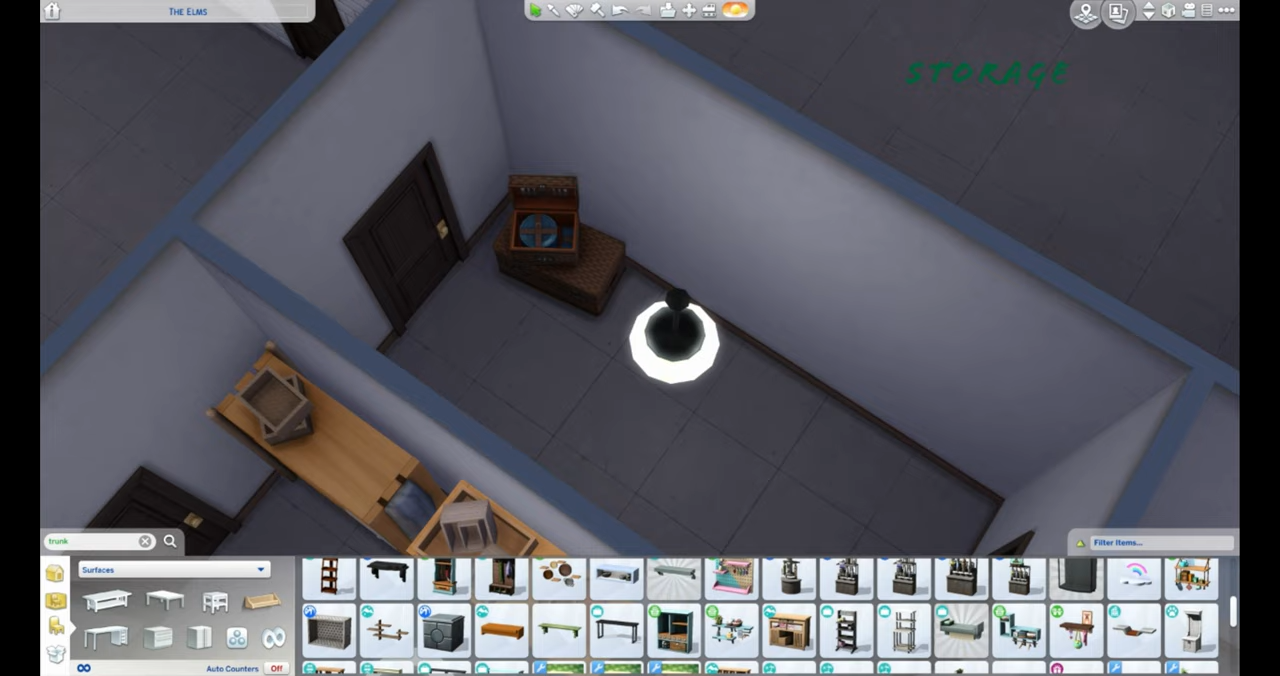 THE ELMS
STORAGE
trunk
Filter Items...
Surfaces
Auto Counters Off